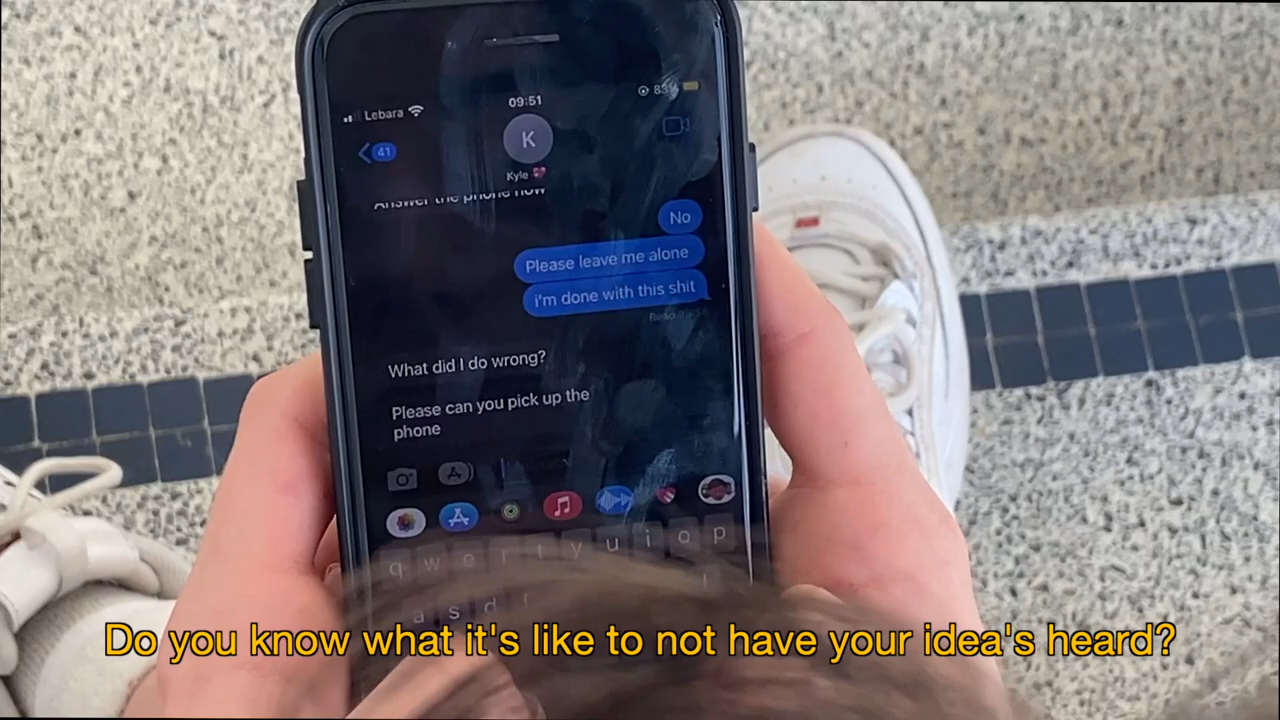 Lebara
09:51
83%
41
K
Kyle
Answer the phone now
No
Please leave me alone
i'm done with this shit
Read
What did I do wrong?
Please can you pick up the
phone
q w e r t y u i o p
a s d f
Do you know what it's like to not have your idea's heard?